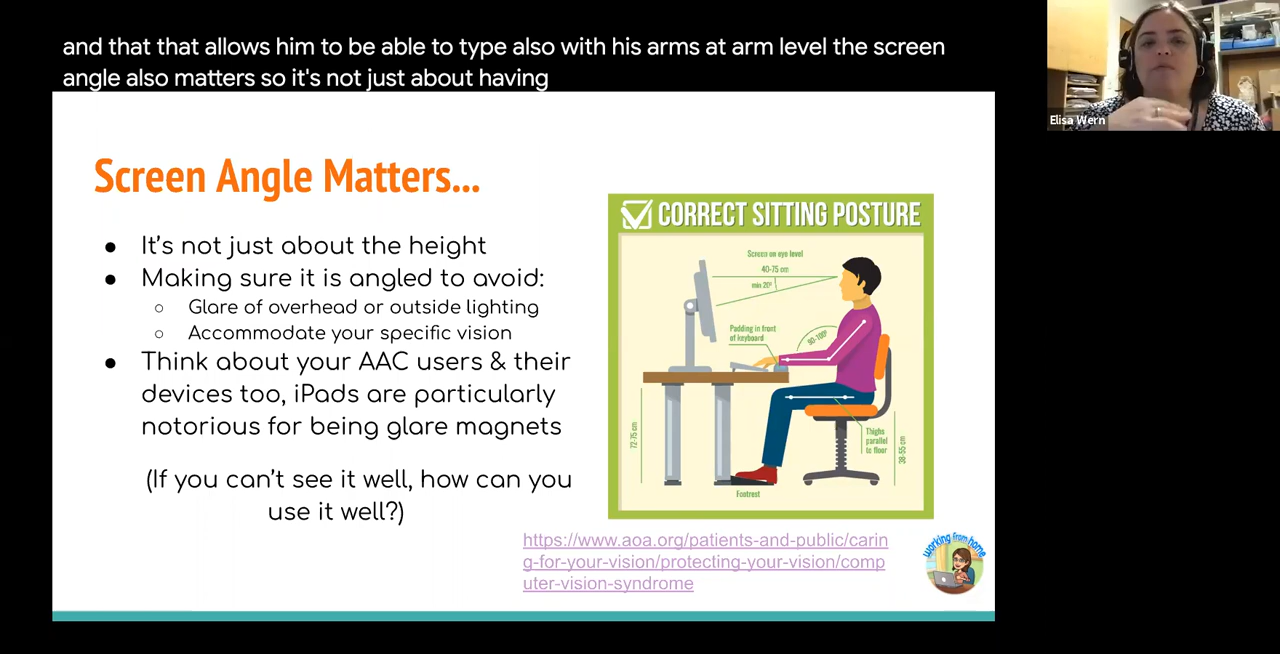 and that that allows him to be able to type also with his arms at arm level the screen
angle also matters so it's not just about having
Elisa Wern
Screen Angle Matters...
● It's not just about the height
● Making sure it is angled to avoid:
○ Glare of overhead or outside lighting
○ Accommodate your specific vision
● Think about your AAC users & their
devices too, iPads are particularly
notorious for being glare magnets
(If you can't see it well, how can you
use it well?)
CORRECT SITTING POSTURE
Screen on eye level
40-75 cm
min 20º
Padding in front
of keyboard
90-100º
72-75 cm
Thighs
parallel
to floor
38-55 cm
Footrest
https://www.aoa.org/patients-and-public/carin
g-for-your-vision/protecting-your-vision/comp
uter-vision-syndrome
working from home